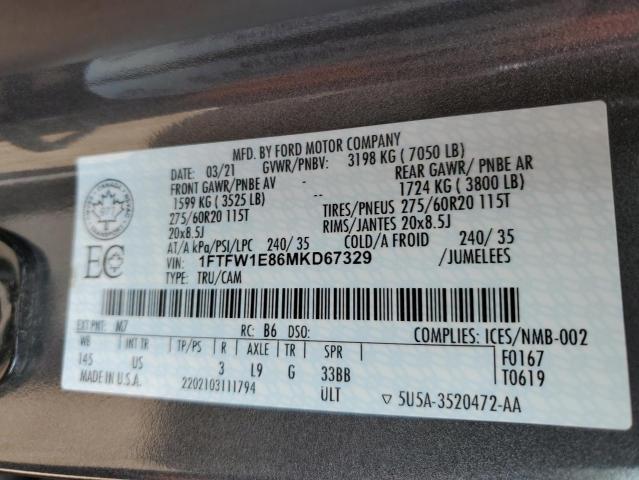 MFD. BY FORD MOTOR COMPANY
DATE: 03/21 GVWR/PNBV: 3198 KG ( 7050 LB)
FRONT GAWR/PNBE AV - REAR GAWR/ PNBE AR
1599 KG ( 3525 LB) -- 1724 KG ( 3800 LB)
275/60R20 115T TIRES/PNEUS 275/60R20 115T
20x8.5J RIMS/JANTES 20x8.5J
AT/A kPa/PSI/LPC 240/ 35 COLD/A FROID 240/ 35
VIN: 1FTFW1E86MKD67329 /JUMELEES
TYPE: TRU/CAM
EC
EXT PNT: M7 RC: B6 DSO: COMPLIES: ICES/NMB-002
WB INT TR TP/PS R AXLE TR SPR F0167
145 US 3 L9 G 33BB T0619
MADE IN U.S.A. 2202103111794 ULT ▽ 5U5A-3520472-AA